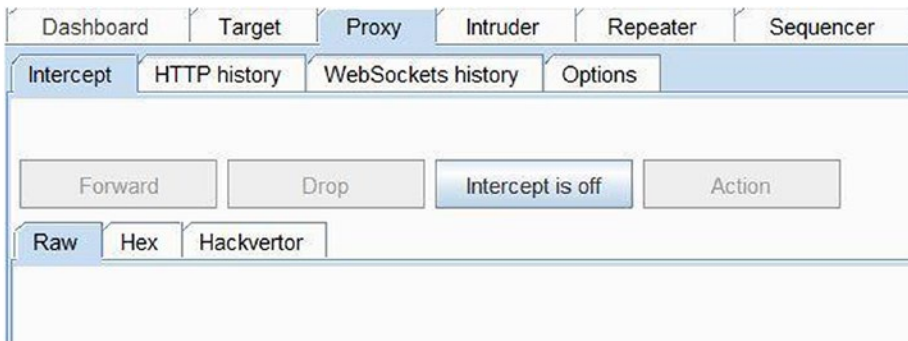 Dashboard Target Proxy Intruder Repeater Sequencer
Intercept HTTP history WebSockets history Options
Forward Drop Intercept is off Action
Raw Hex Hackvertor